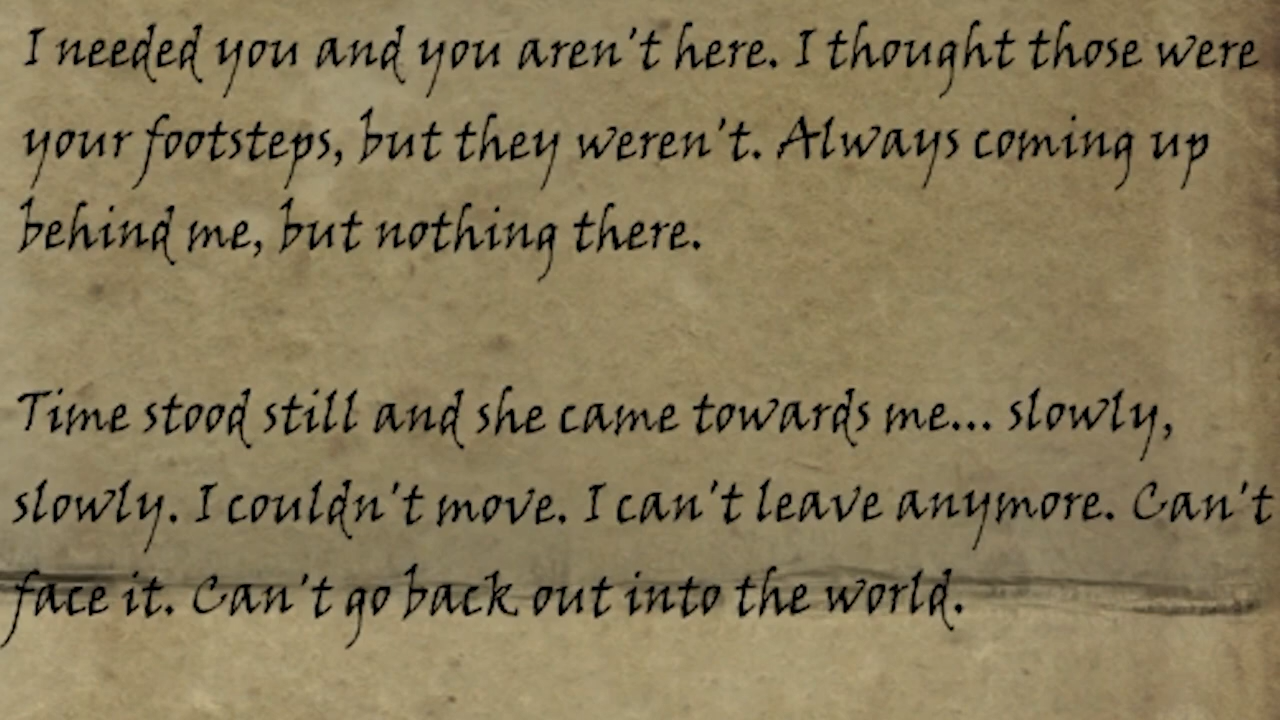 I needed you and you aren't here. I thought those were
your footsteps, but they weren't. Always coming up
behind me, but nothing there.
Time stood still and she came towards me... slowly,
slowly. I couldn't move. I can't leave anymore. Can't
face it. Can't go back out into the world.